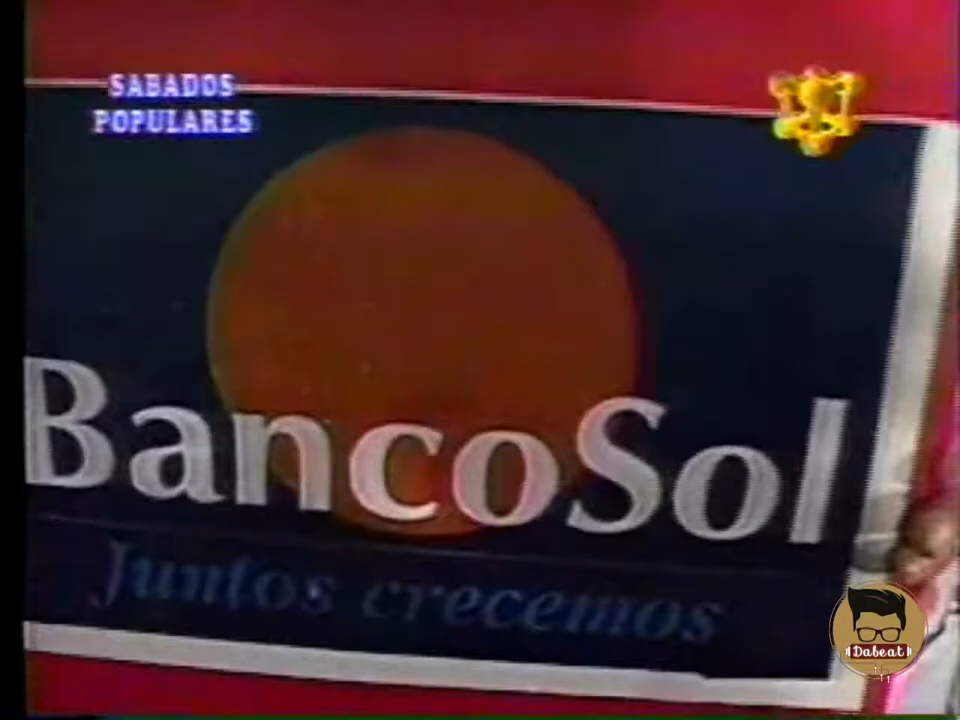 SABADOS
POPULARES
BancoSol
Juntos crecemos
Dabeat